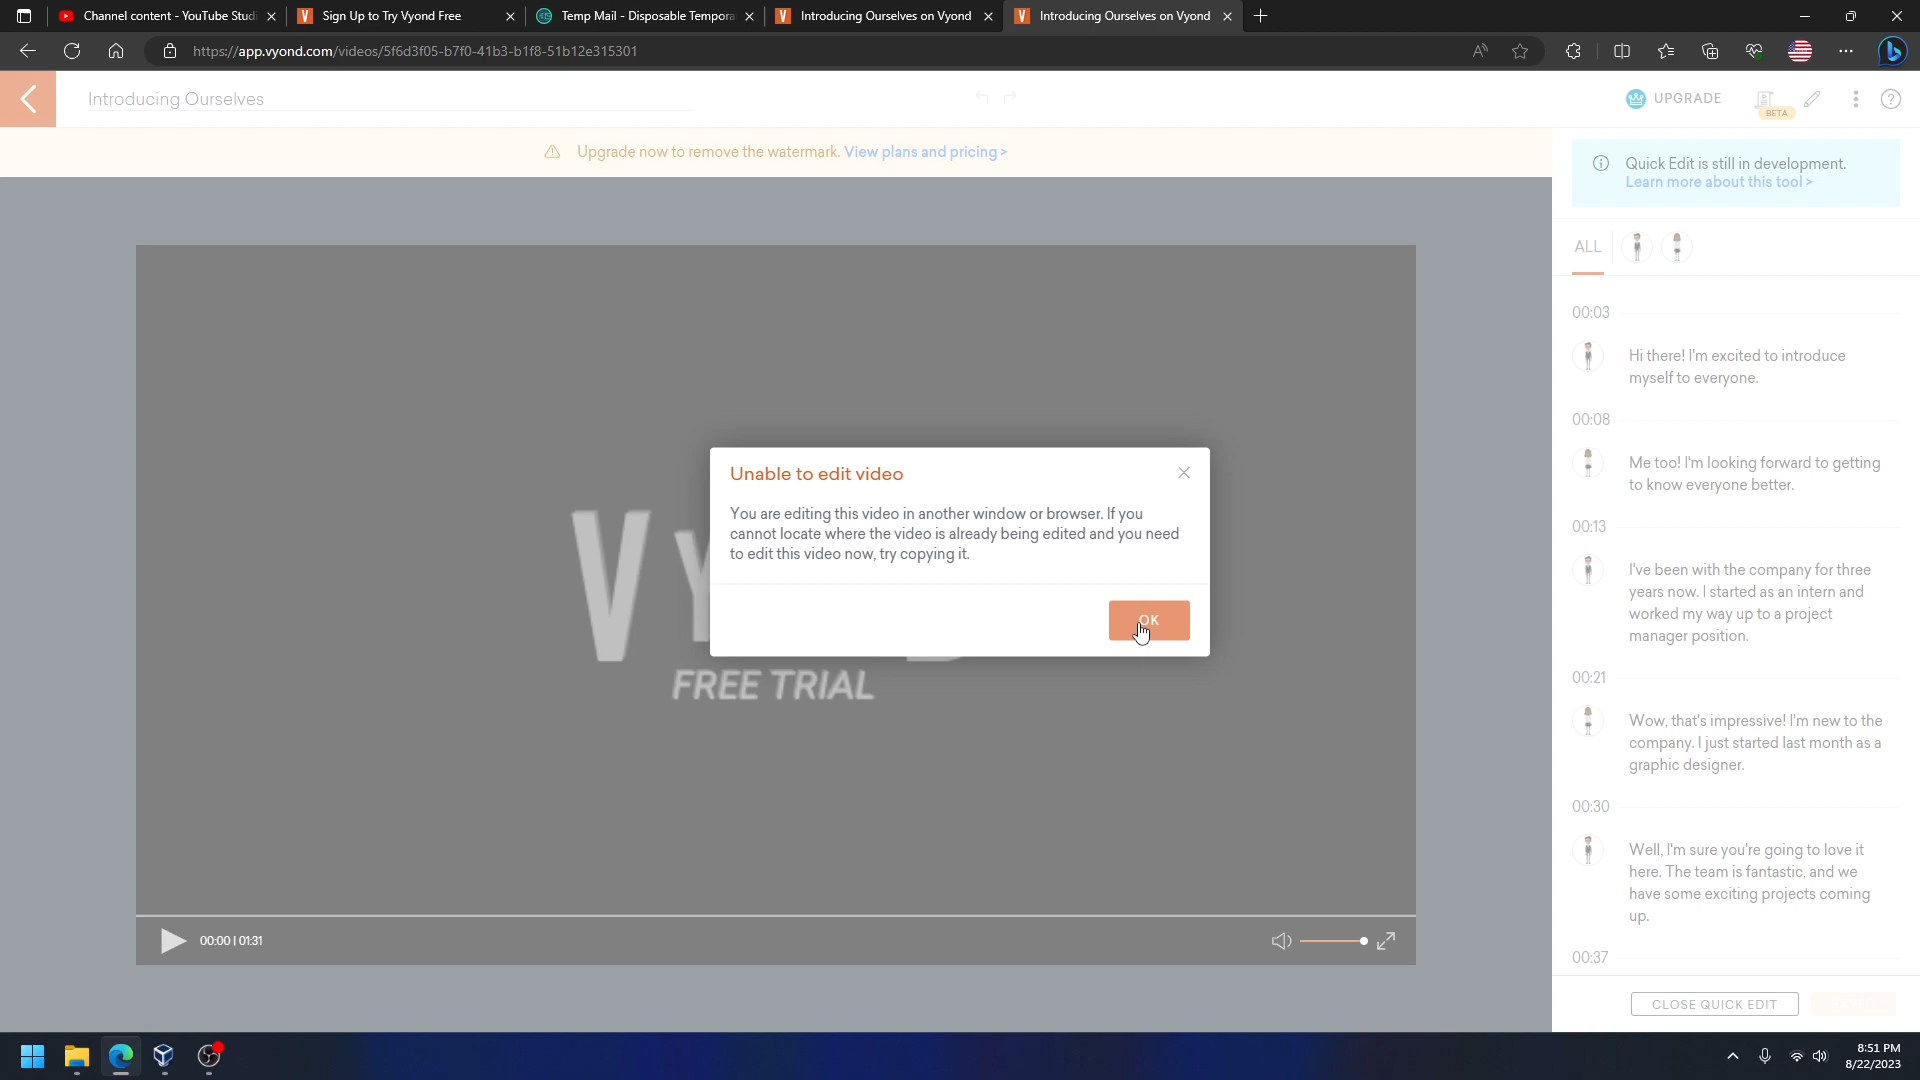 Channel content - YouTube Studi
Sign Up to Try Vyond Free
Temp Mail - Disposable Tempora
Introducing Ourselves on Vyond
Introducing Ourselves on Vyond
https://app.vyond.com/videos/5f6d3f05-b7f0-41b3-b1f8-51b12e315301
Introducing Ourselves
UPGRADE
BETA
Upgrade now to remove the watermark. View plans and pricing >
Quick Edit is still in development.
Learn more about this tool >
ALL
00:03
Hi there! I'm excited to introduce
myself to everyone.
00:08
Me too! I'm looking forward to getting
to know everyone better.
00:13
I've been with the company for three
years now. I started as an intern and
worked my way up to a project
manager position.
00:21
Wow, that's impressive! I'm new to the
company. I just started last month as a
graphic designer.
00:30
Well, I'm sure you're going to love it
here. The team is fantastic, and we
have some exciting projects coming
up.
00:37
CLOSE QUICK EDIT
Unable to edit video
You are editing this video in another window or browser. If you
cannot locate where the video is already being edited and you need
to edit this video now, try copying it.
OK
V Y
FREE TRIAL
00:00 | 01:31
8:51 PM
8/22/2023